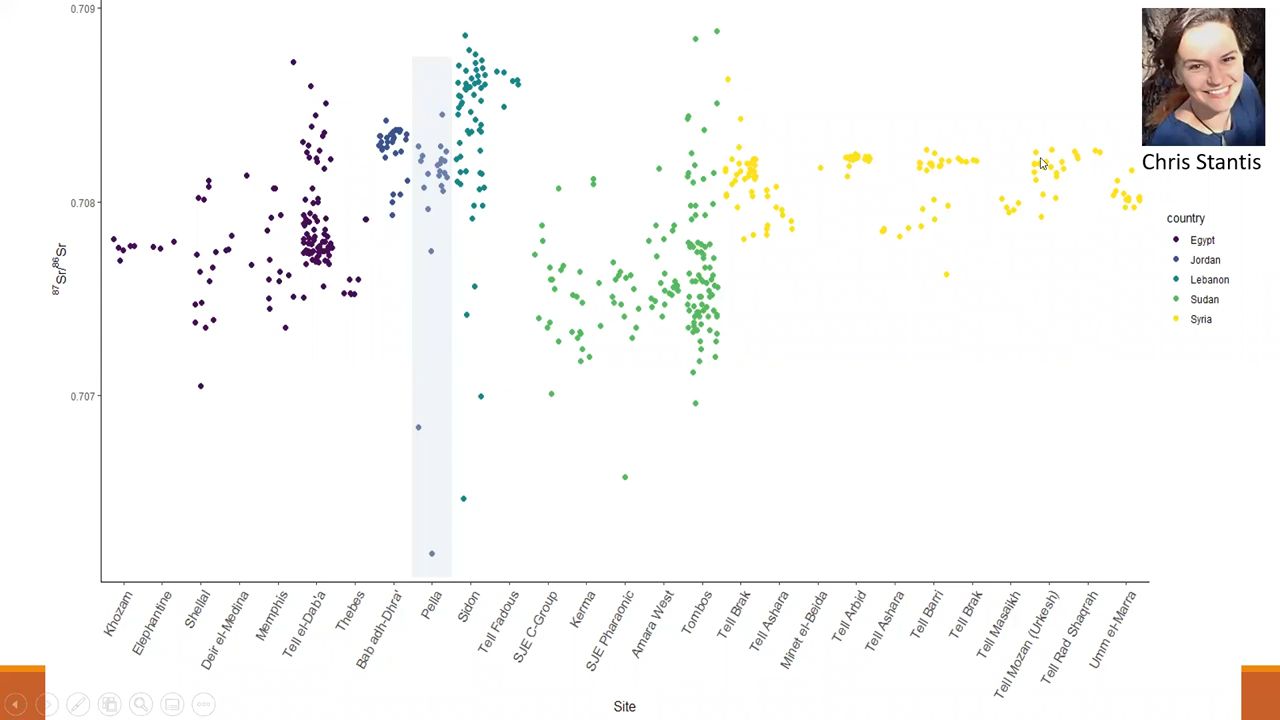 0.709
0.708
0.707
87Sr/86Sr
Khozam
Elephantine
Shellal
Deir el-Medina
Memphis
Tell el-Dab'a
Thebes
Bab adh-Dhra'
Pella
Sidon
Tell Fadous
SJE C-Group
Kerma
SJE Pharaonic
Amara West
Tombos
Tell Brak
Tell Ashara
Minet el-Beida
Tell Arbid
Tell Ashara
Tell Barri
Tell Brak
Tell Masaikh
Tell Mozan (Urkesh)
Tell Rad Shaqrah
Umm el-Marra
Site
Chris Stantis
country
Egypt
Jordan
Lebanon
Sudan
Syria